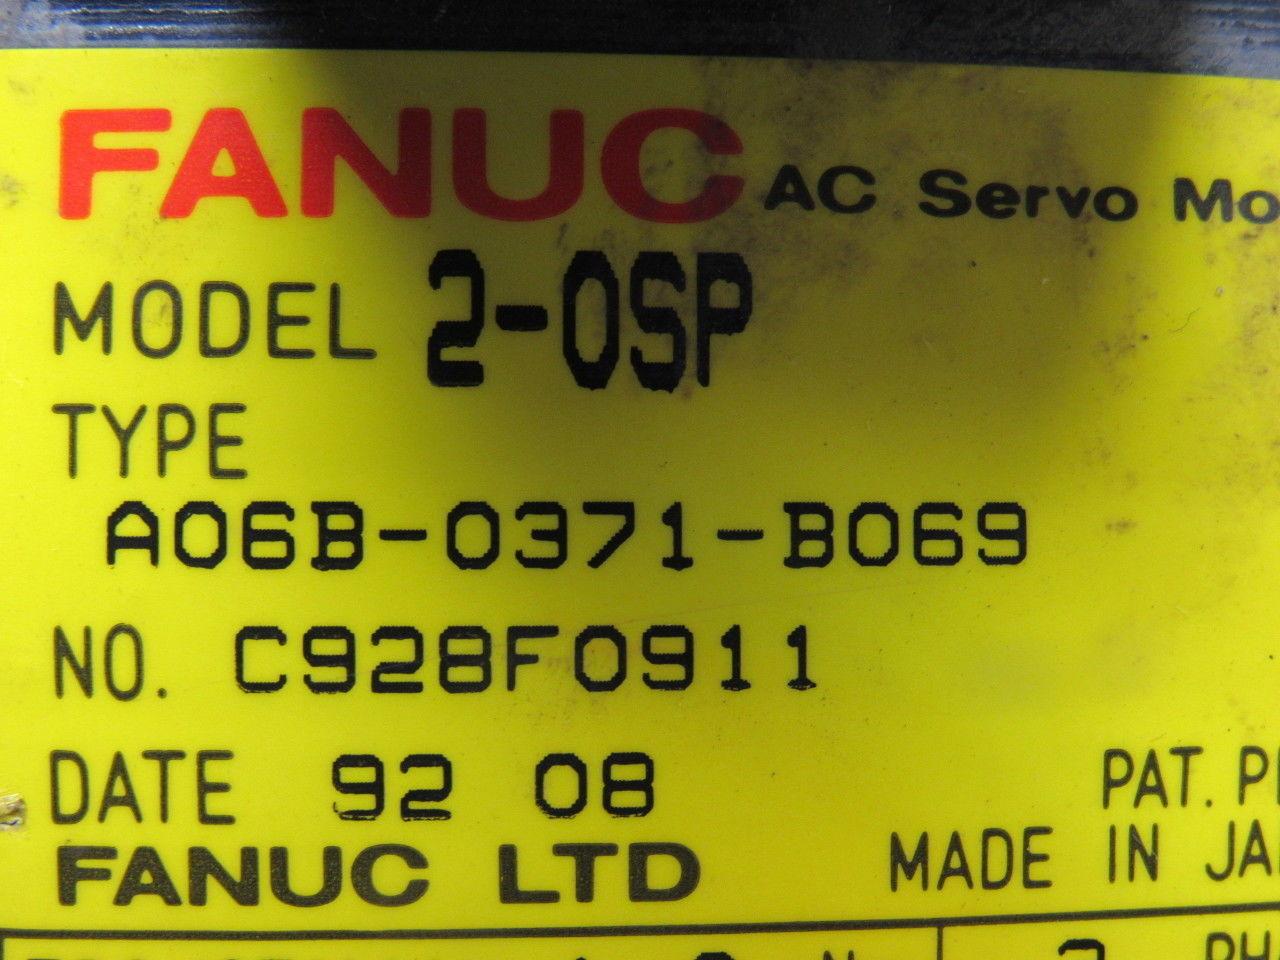 FANUC AC Servo Mo
MODEL 2-0SP
TYPE
A06B-0371-B069
NO. C928F0911
DATE 92 08
PAT. P
FANUC LTD
MADE IN JA